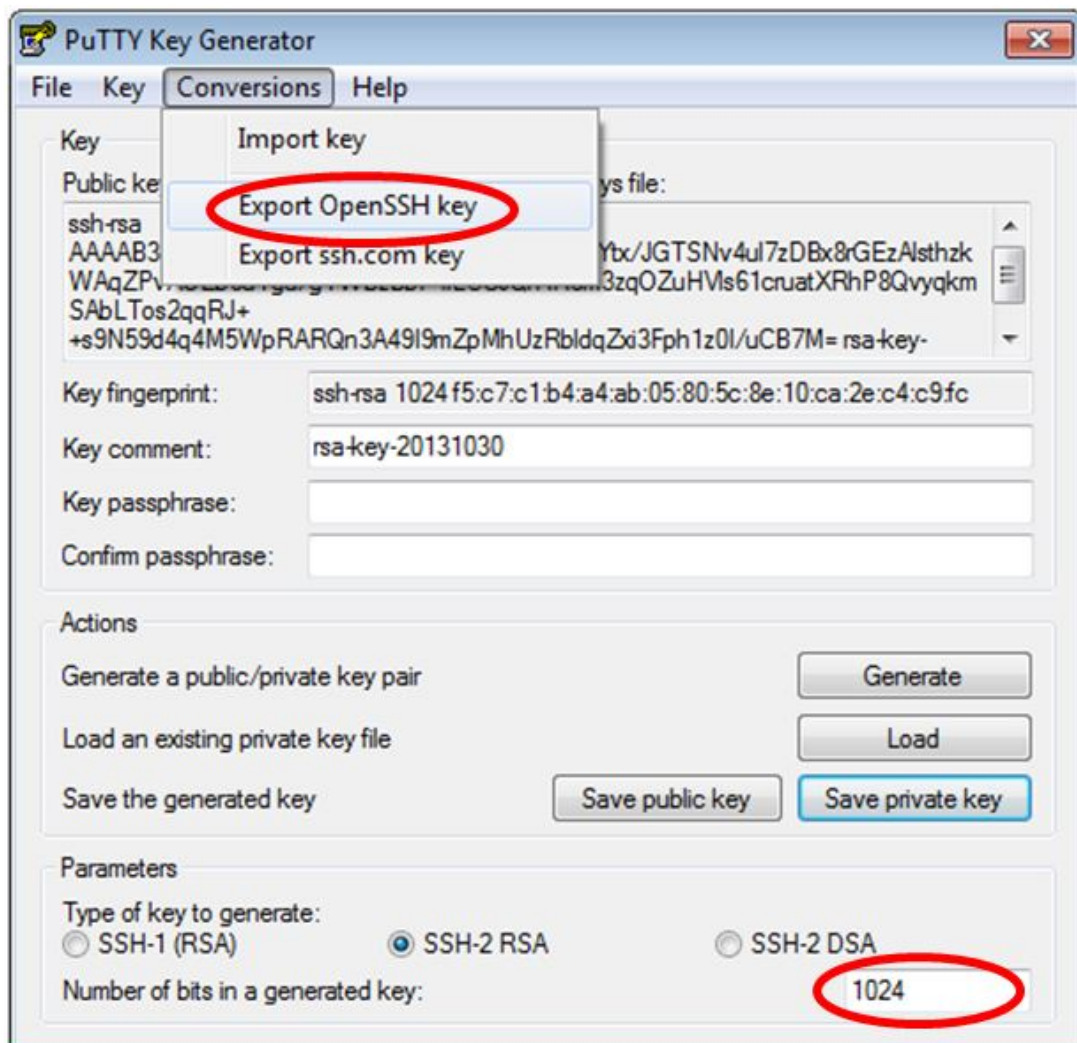 PuTTY Key Generator
File Key Conversions Help
Import key
Export OpenSSH key
Export ssh.com key
Key
Public ke ys file:
ssh-rsa
AAAAB3 Ytx/JGTSNv4ul7zDBx8rGEzAlsthzk
WAqZPv 3zqOZuHVls61cruatXRhP8Qvyqkm
SAbLTos2qqRJ+
+s9N59d4q4M5WpRARQn3A49I9mZpMhUzRbldqZxi3Fph1z0I/uCB7M= rsa-key-
Key fingerprint: ssh-rsa 1024 f5:c7:c1:b4:a4:ab:05:80:5c:8e:10:ca:2e:c4:c9:fc
Key comment: rsa-key-20131030
Key passphrase:
Confirm passphrase:
Actions
Generate a public/private key pair Generate
Load an existing private key file Load
Save the generated key Save public key Save private key
Parameters
Type of key to generate:
SSH-1 (RSA) SSH-2 RSA SSH-2 DSA
Number of bits in a generated key: 1024